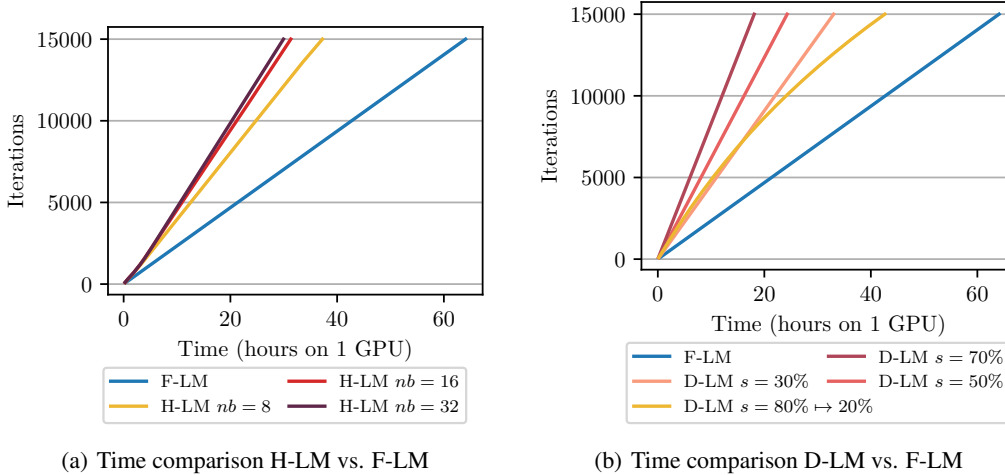 15000
10000
5000
0
Iterations
0 20 40 60
Time (hours on 1 GPU)
F-LM H-LM nb = 16
H-LM nb = 8 H-LM nb = 32
(a) Time comparison H-LM vs. F-LM
15000
10000
5000
0
Iterations
0 20 40 60
Time (hours on 1 GPU)
F-LM D-LM s = 70%
D-LM s = 30% D-LM s = 50%
D-LM s = 80% ↦ 20%
(b) Time comparison D-LM vs. F-LM